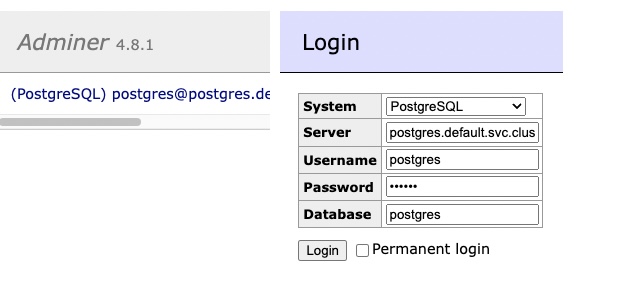 Adminer 4.8.1
(PostgreSQL) postgres@postgres.de
Login
System PostgreSQL
Server postgres.default.svc.clus
Username postgres
Password ••••••
Database postgres
Login Permanent login